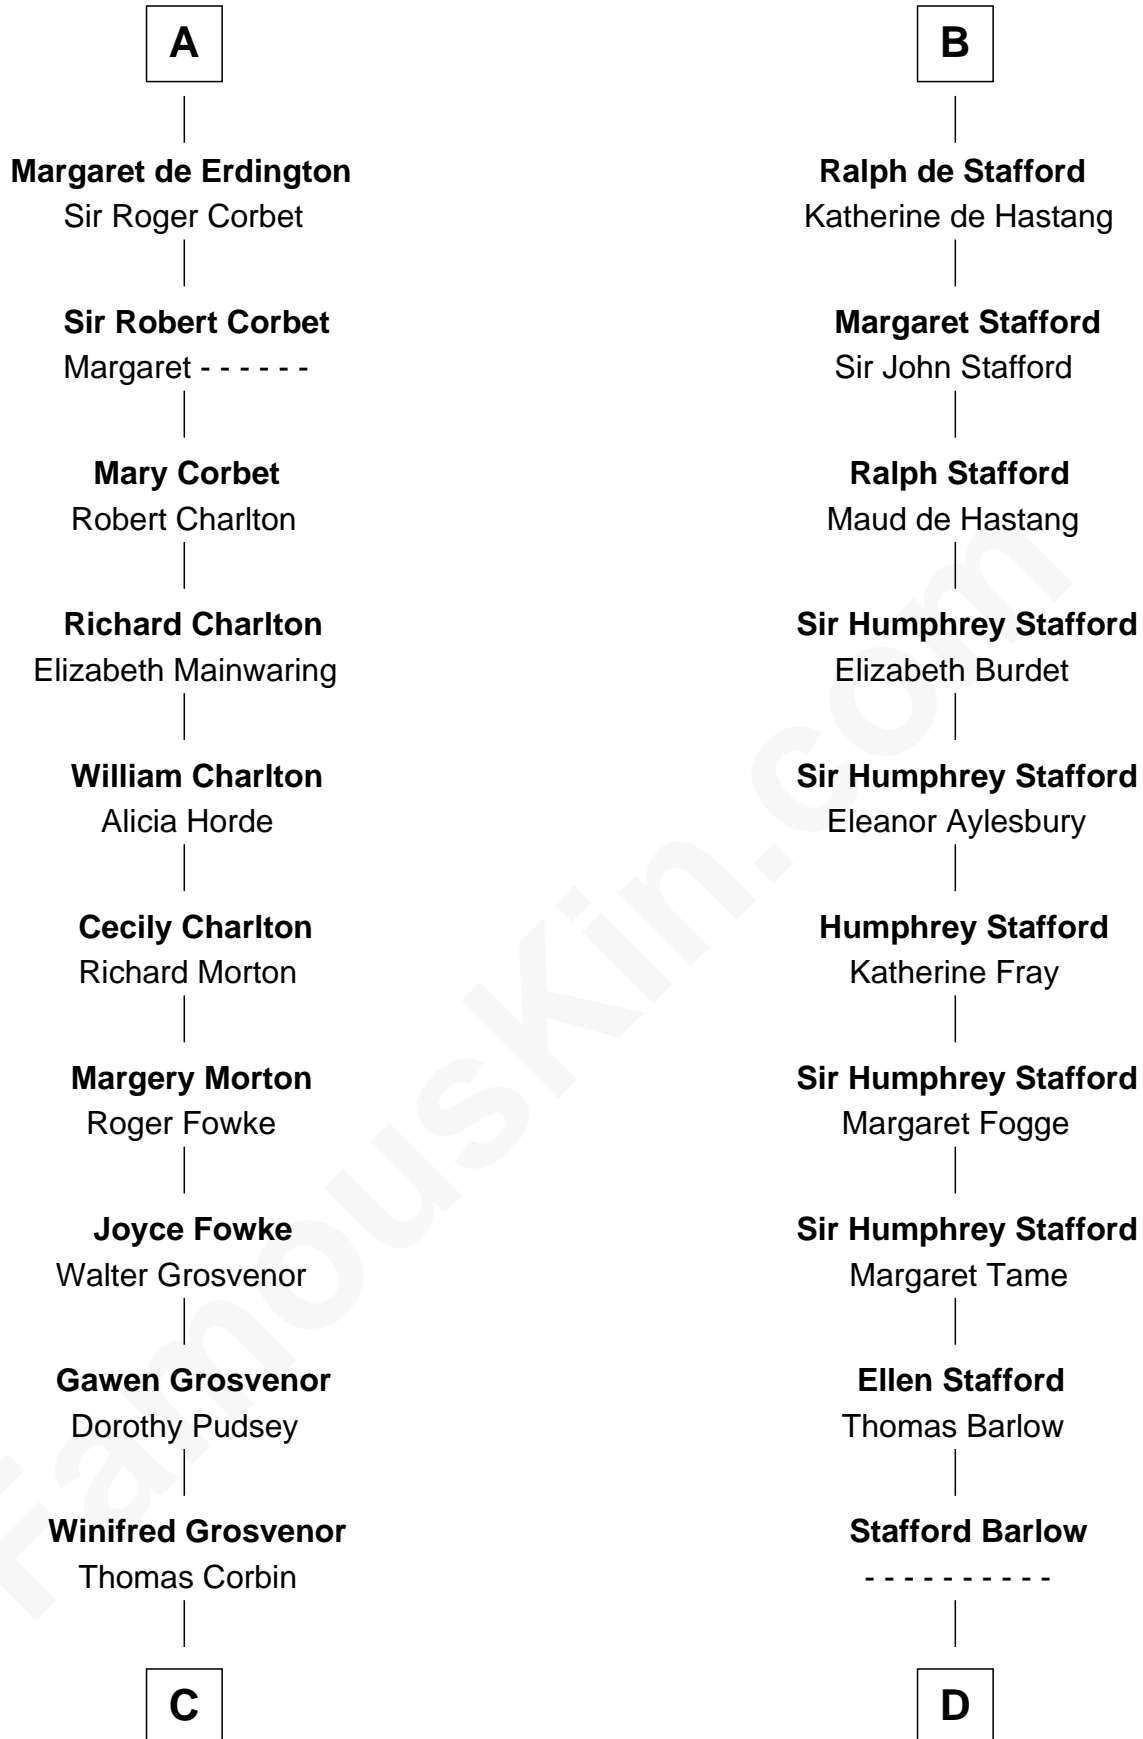 A
Margaret de Erdington
Sir Roger Corbet
Sir Robert Corbet
Margaret - - - - - -
Mary Corbet
Robert Charlton
Richard Charlton
Elizabeth Mainwaring
William Charlton
Alicia Horde
Cecily Charlton
Richard Morton
Margery Morton
Roger Fowke
Joyce Fowke
Walter Grosvenor
Gawen Grosvenor
Dorothy Pudsey
Winifred Grosvenor
Thomas Corbin
C
B
Ralph de Stafford
Katherine de Hastang
Margaret Stafford
Sir John Stafford
Ralph Stafford
Maud de Hastang
Sir Humphrey Stafford
Elizabeth Burdet
Sir Humphrey Stafford
Eleanor Aylesbury
Humphrey Stafford
Katherine Fray
Sir Humphrey Stafford
Margaret Fogge
Sir Humphrey Stafford
Margaret Tame
Ellen Stafford
Thomas Barlow
Stafford Barlow
- - - - - - - - - -
D
FamousKin.com